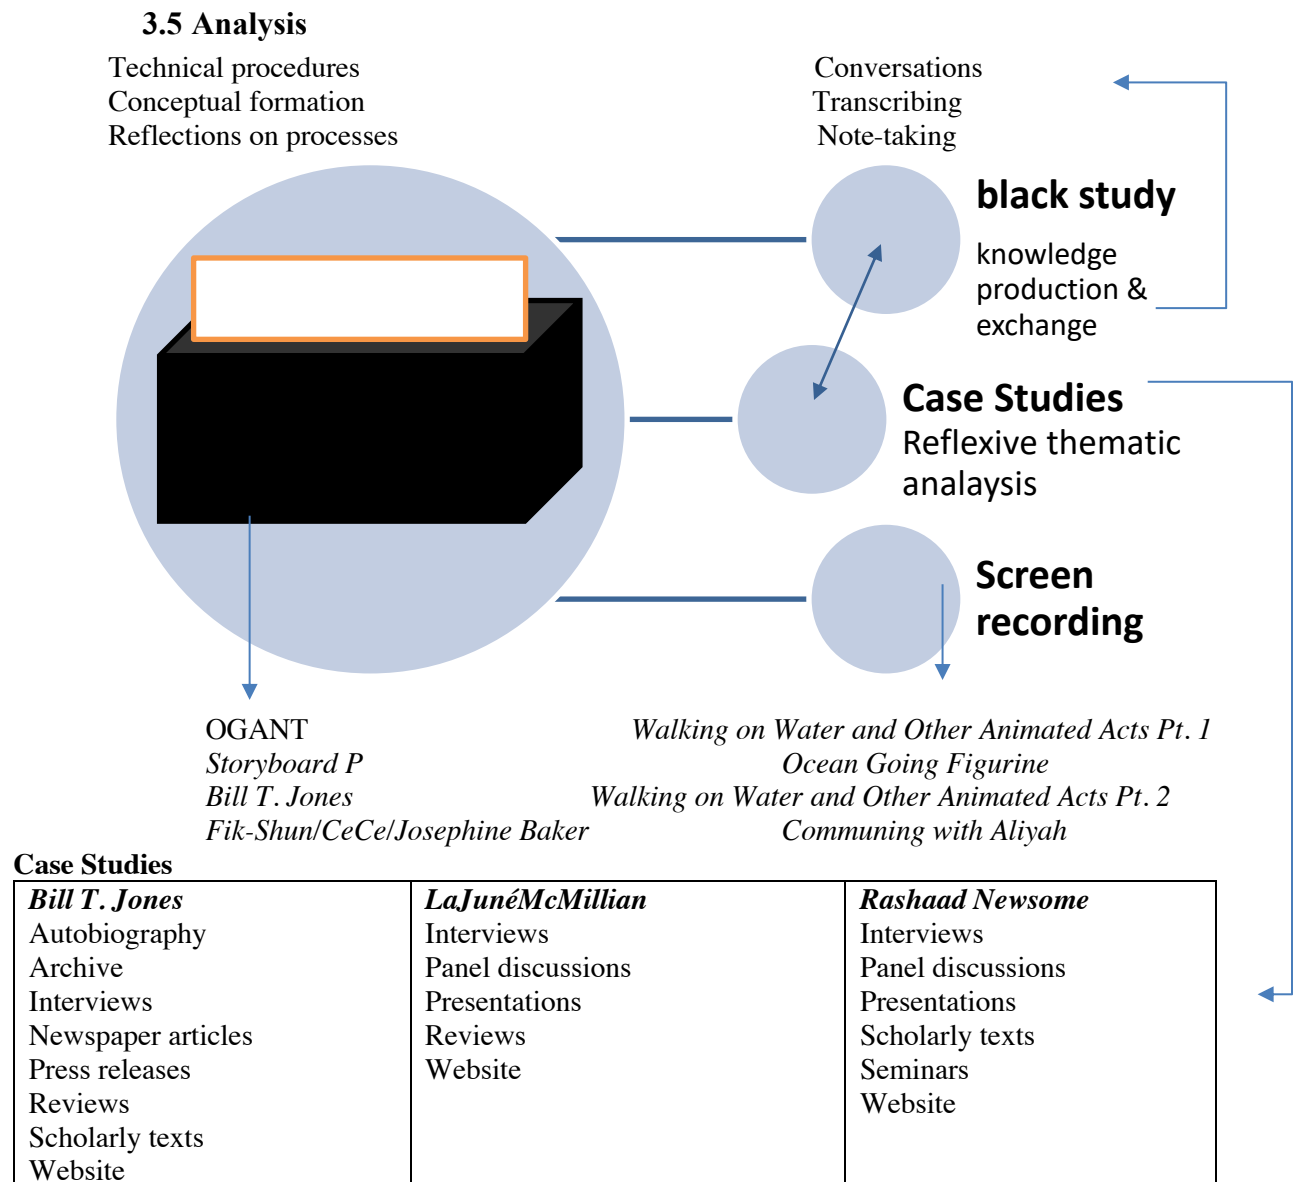 3.5 Analysis
Technical procedures
Conceptual formation
Reflections on processes
Conversations
Transcribing
Note-taking
black study
knowledge
production &
exchange
Case Studies
Reflexive thematic
analaysis
Screen
recording
OGANT
Storyboard P
Bill T. Jones
Fik-Shun/CeCe/Josephine Baker
Walking on Water and Other Animated Acts Pt. 1
Ocean Going Figurine
Walking on Water and Other Animated Acts Pt. 2
Communing with Aliyah
Case Studies
Bill T. Jones
Autobiography
Archive
Interviews
Newspaper articles
Press releases
Reviews
Scholarly texts
Website
LaJunéMcMillian
Interviews
Panel discussions
Presentations
Reviews
Website
Rashaad Newsome
Interviews
Panel discussions
Presentations
Scholarly texts
Seminars
Website